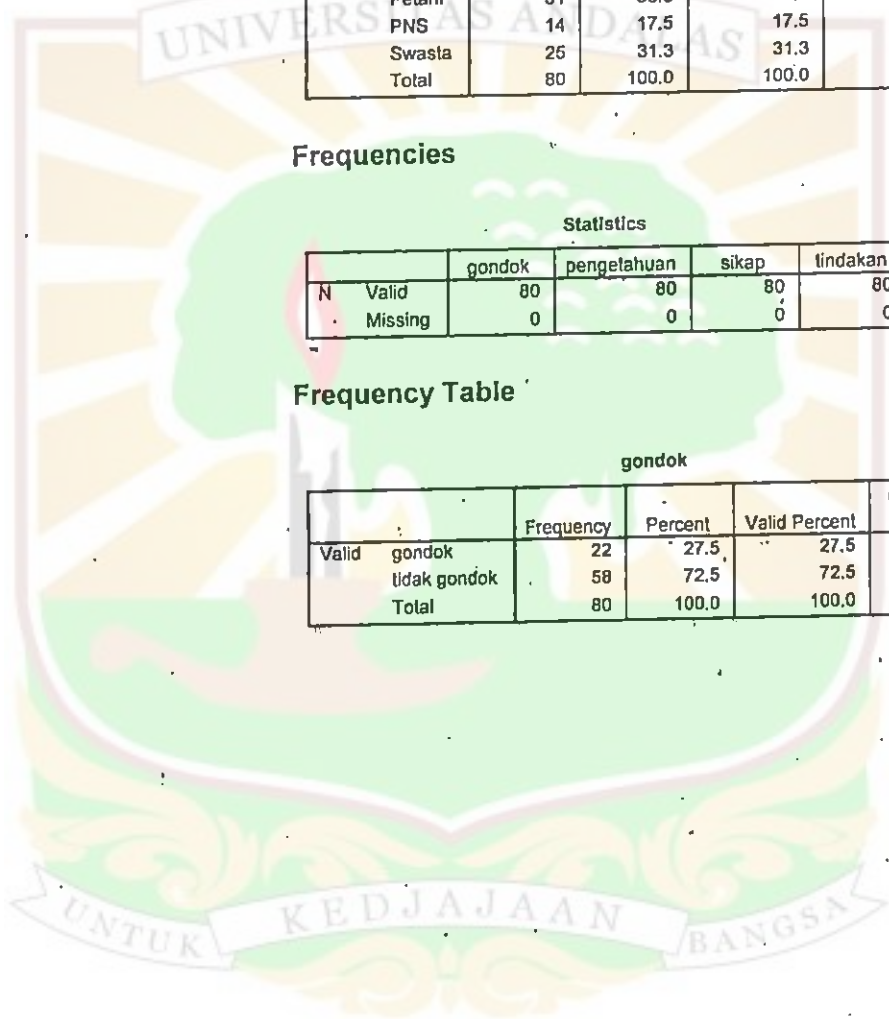 UNIVERSITAS ANDALAS
PNS 14 17.5 17.5
Swasta 25 31.3 31.3
Total 80 100.0 100.0
Frequencies
Statistics
gondok pengetahuan sikap tindakan
N Valid 80 80 80 80
Missing 0 0 0 0
Frequency Table
gondok
Frequency Percent Valid Percent
Valid gondok 22 27.5 27.5
tidak gondok 58 72.5 72.5
Total 80 100.0 100.0
UNTUK KEDJAJAAN BANGSA